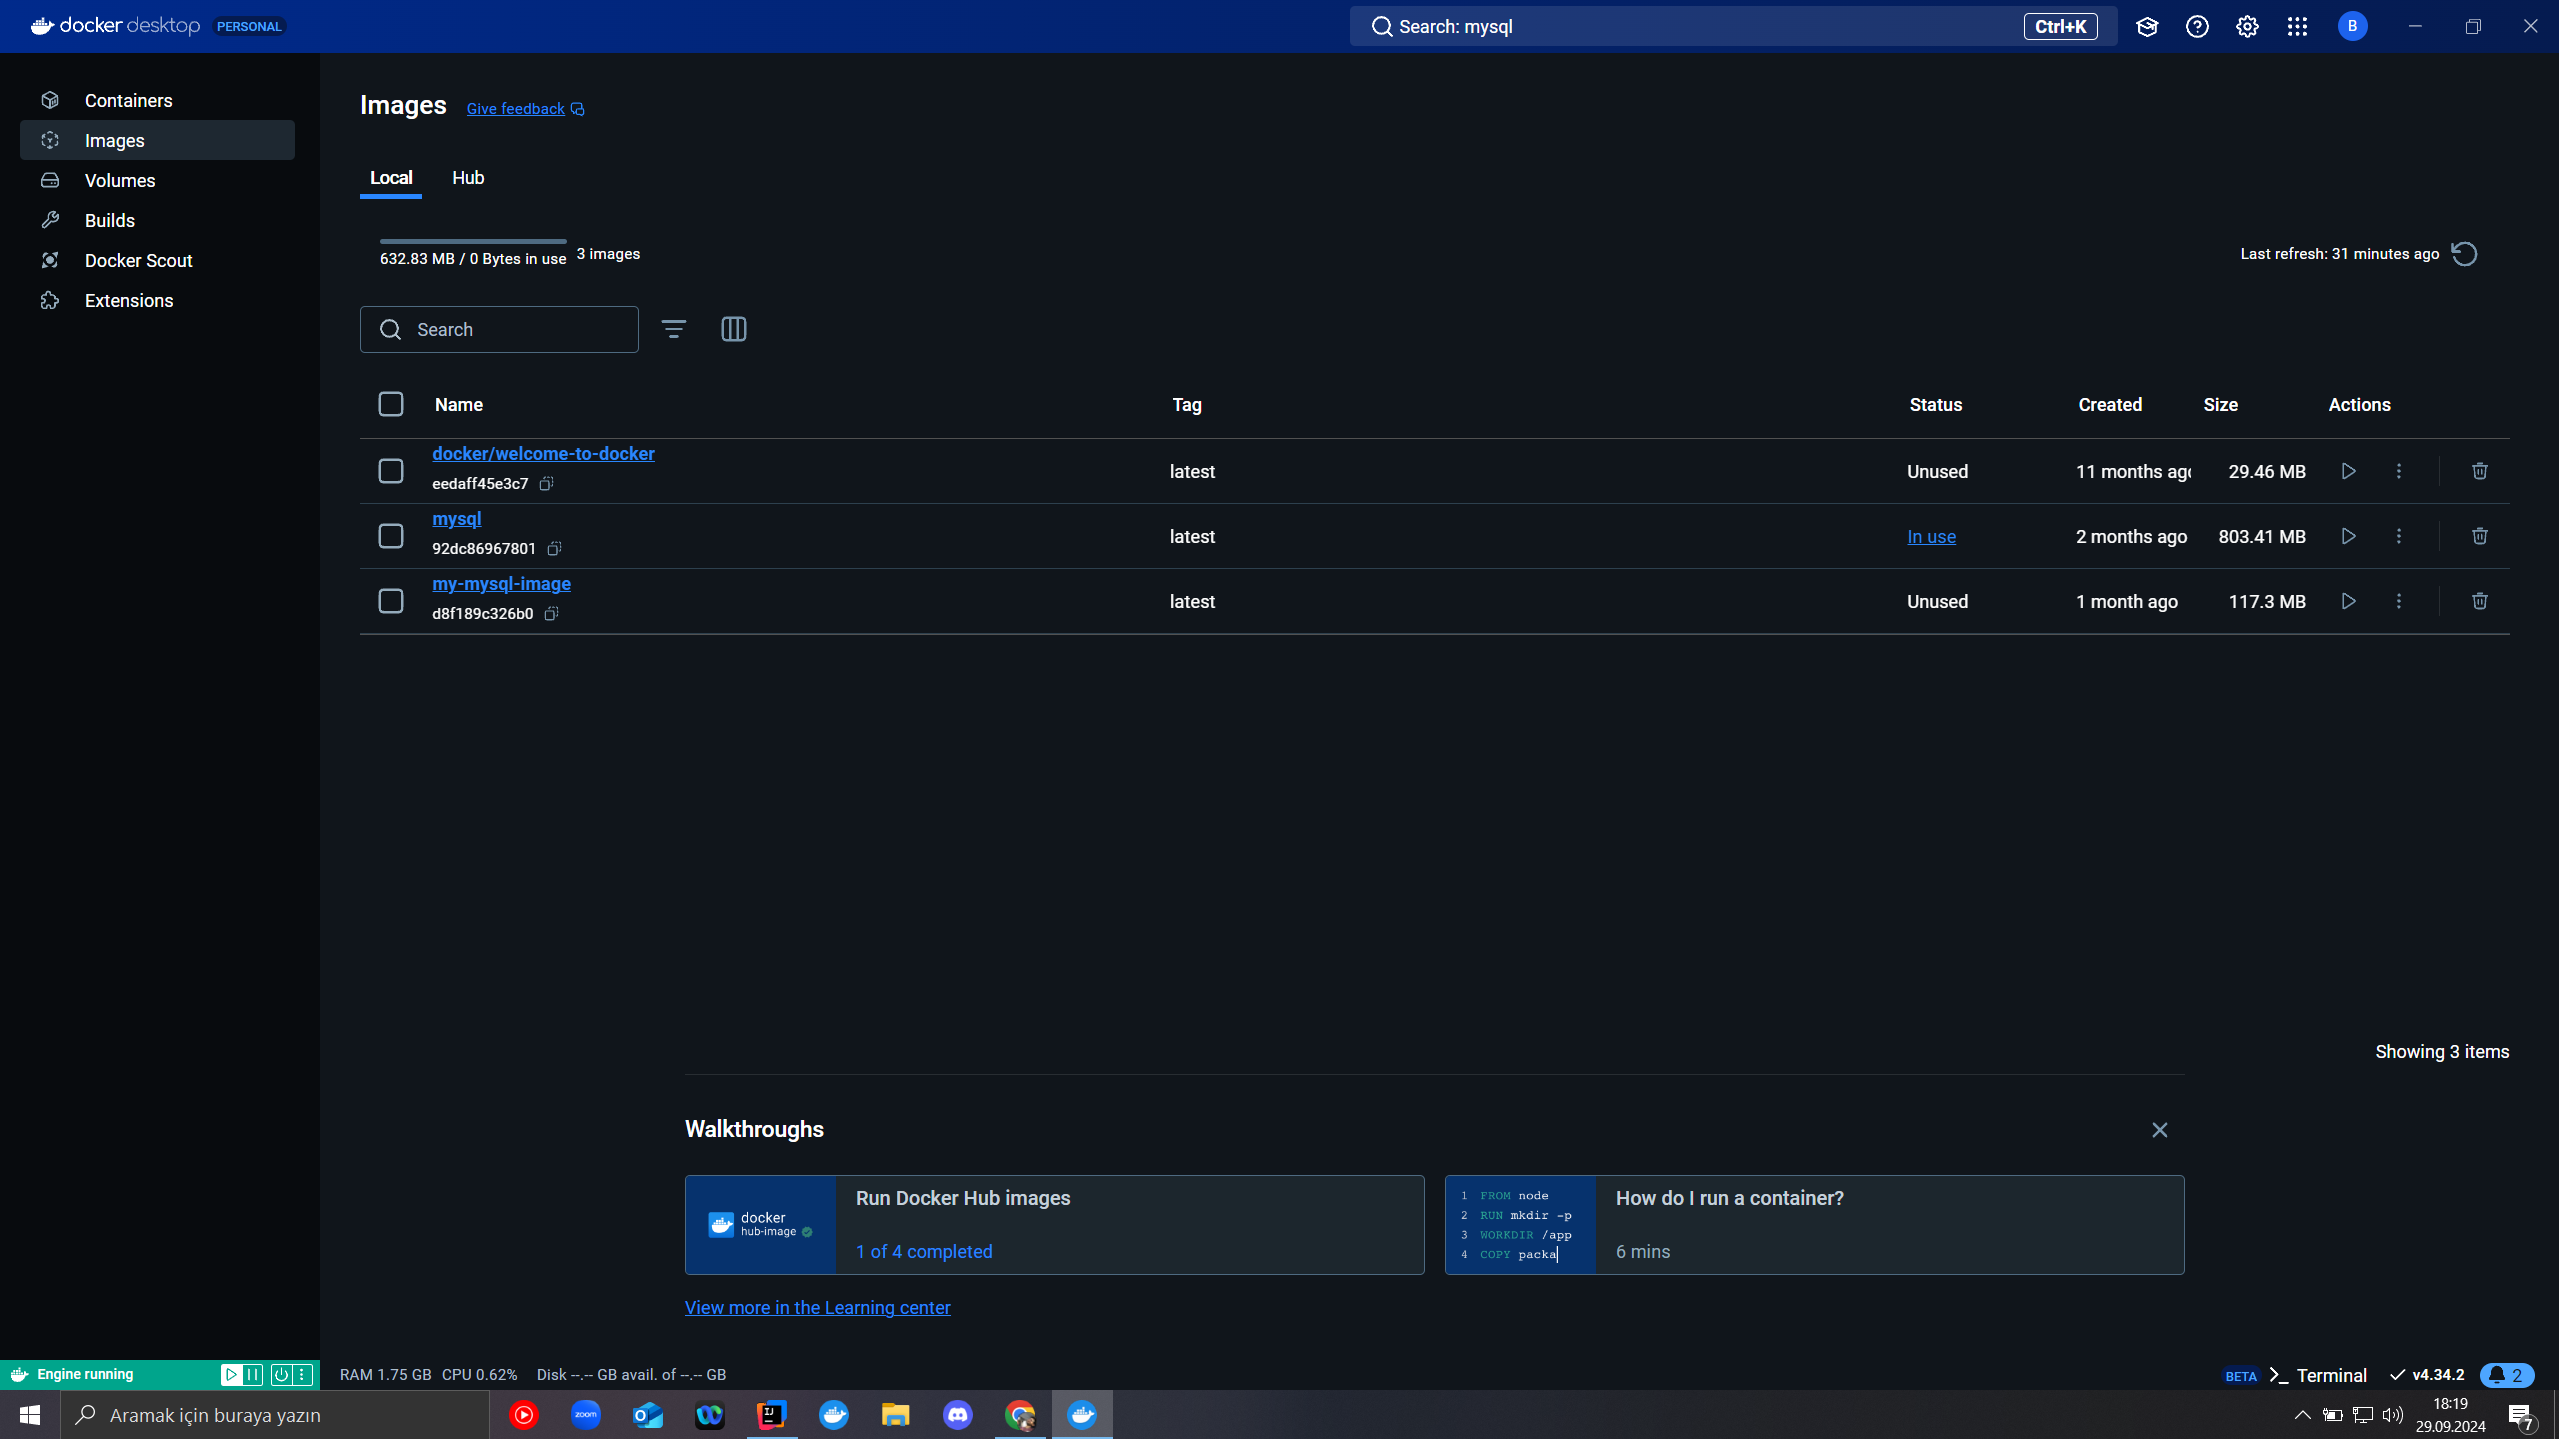 docker desktop PERSONAL
Search: mysql Ctrl+K
B
Containers
Images
Volumes
Builds
Docker Scout
Extensions
Images Give feedback
Local Hub
632.83 MB / 0 Bytes in use 3 images
Last refresh: 31 minutes ago
Search
Name Tag Status Created Size Actions
docker/welcome-to-docker
eedaff45e3c7
latest Unused 11 months ago 29.46 MB
mysql
92dc86967801
latest In use 2 months ago 803.41 MB
my-mysql-image
d8f189c326b0
latest Unused 1 month ago 117.3 MB
Showing 3 items
Walkthroughs
docker
hub-image
Run Docker Hub images
1 of 4 completed
1 FROM node
2 RUN mkdir -p
3 WORKDIR /app
4 COPY packa
How do I run a container?
6 mins
View more in the Learning center
Engine running
RAM 1.75 GB CPU 0.62% Disk --.-- GB avail. of --.-- GB
BETA >_ Terminal v4.34.2 2
Aramak için buraya yazın
zoom
O
IJ
18:19
29.09.2024
7